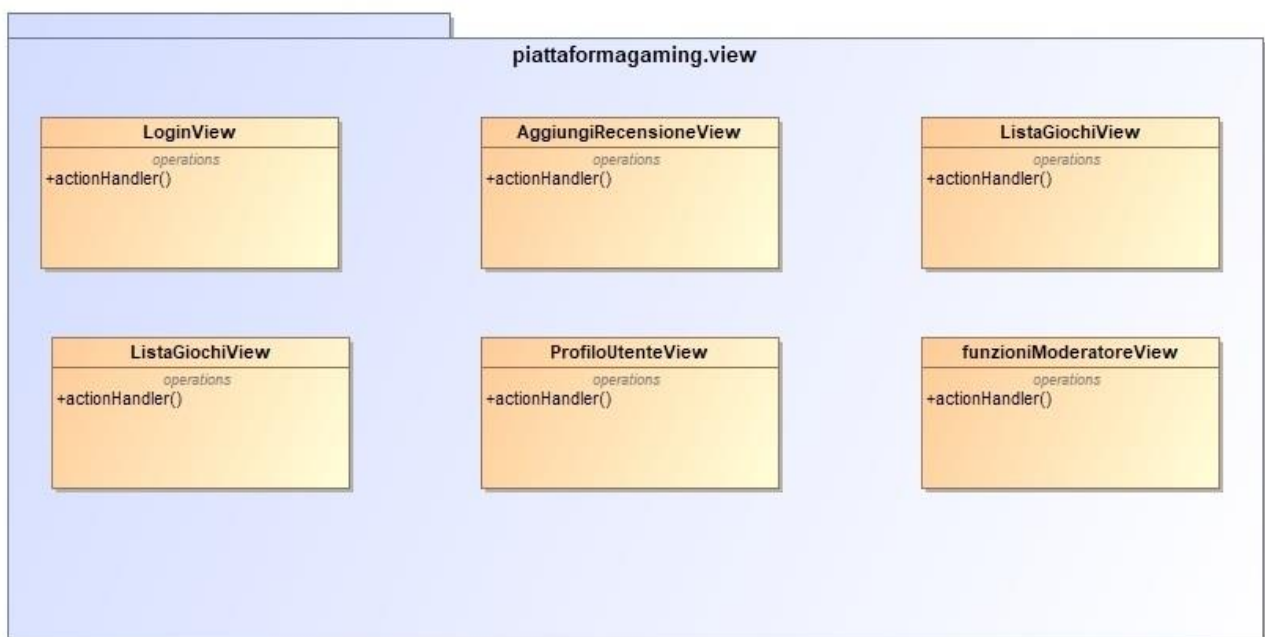 piattaformagaming.view
LoginView
operations
+actionHandler()
AggiungiRecensioneView
operations
+actionHandler()
ListaGiochiView
operations
+actionHandler()
ListaGiochiView
operations
+actionHandler()
ProfiloUtenteView
operations
+actionHandler()
funzioniModeratoreView
operations
+actionHandler()